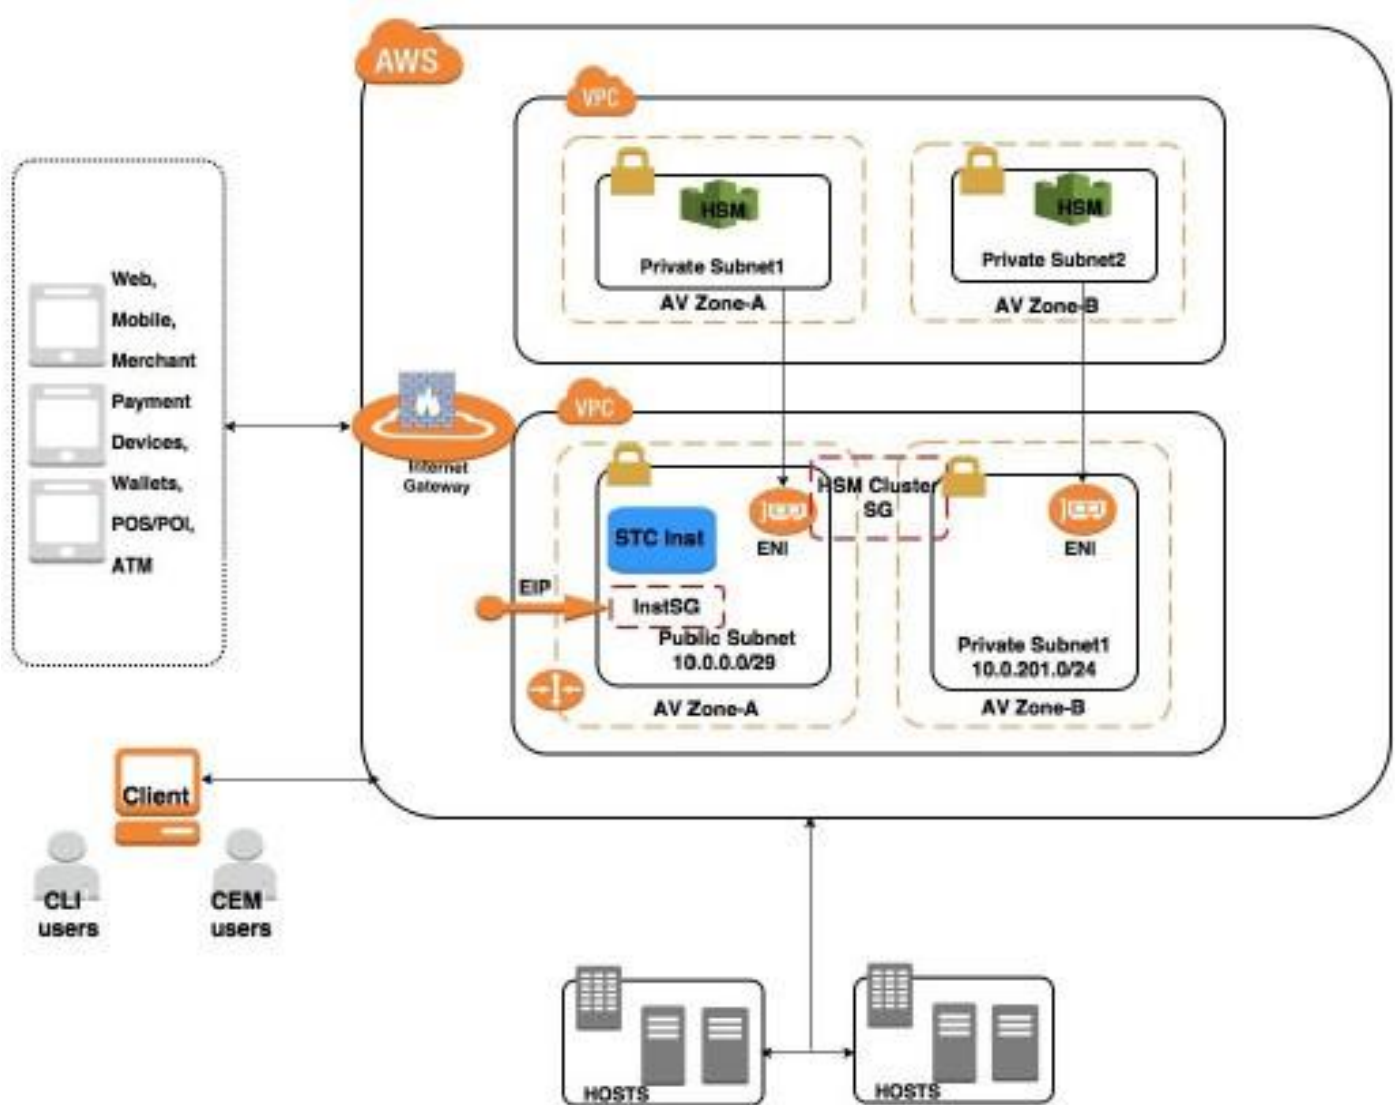 AWS
VPC
HSM
Private Subnet1
AV Zone-A
HSM
Private Subnet2
AV Zone-B
Web,
Mobile,
Merchant
Payment
Devices,
Wallets,
POS/POI,
ATM
Internet
Gateway
VPC
STC Inst
ENI
HSM Cluster
SG
ENI
EIP
InstSG
Public Subnet
10.0.0.0/29
AV Zone-A
Private Subnet1
10.0.201.0/24
AV Zone-B
Client
CLI
users
CEM
users
HOSTS
HOSTS